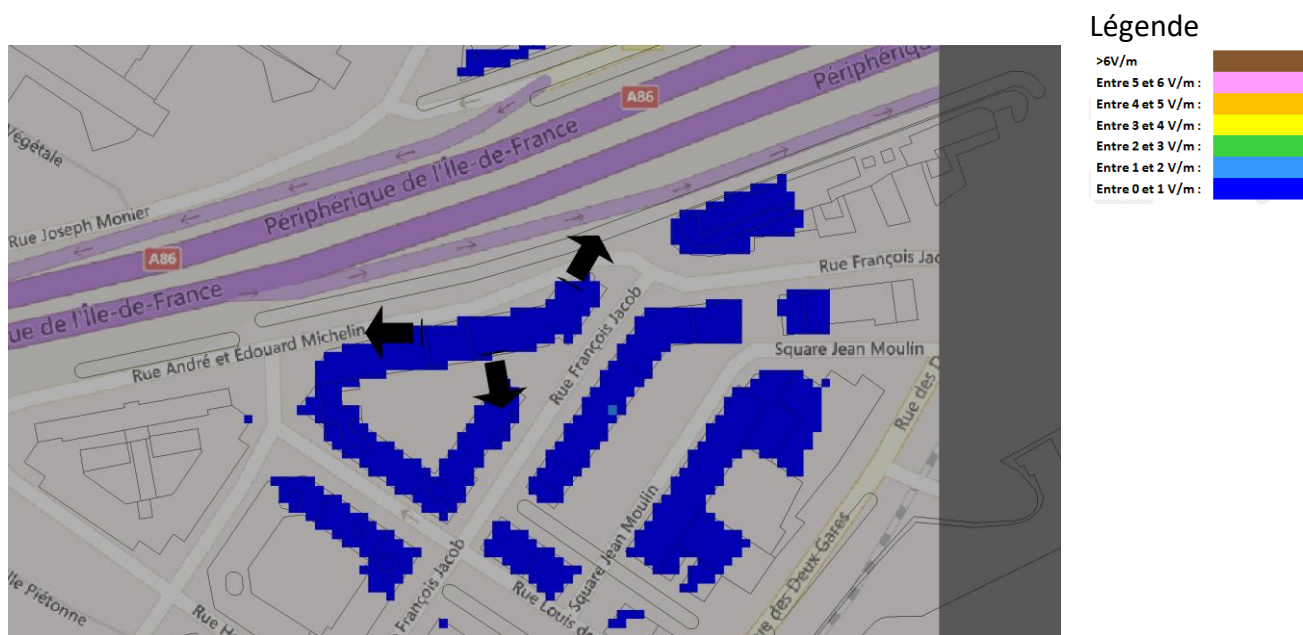 Légende
>6V/m
Entre 5 et 6 V/m :
Entre 4 et 5 V/m :
Entre 3 et 4 V/m :
Entre 2 et 3 V/m :
Entre 1 et 2 V/m :
Entre 0 et 1 V/m :
Périphériqu
A86
Végétale
Périphérique de l'Île-de-France
Rue Joseph Monier
A86
Rue François Jac
ue de l'Île-de-France
Rue André et Édouard Michelin
Rue François Jacob
Square Jean Moulin
Rue des D
Square Jean Moulin
ue des Deux Gares
François Jacob
Rue Louis de
lle Piétonne
Rue H